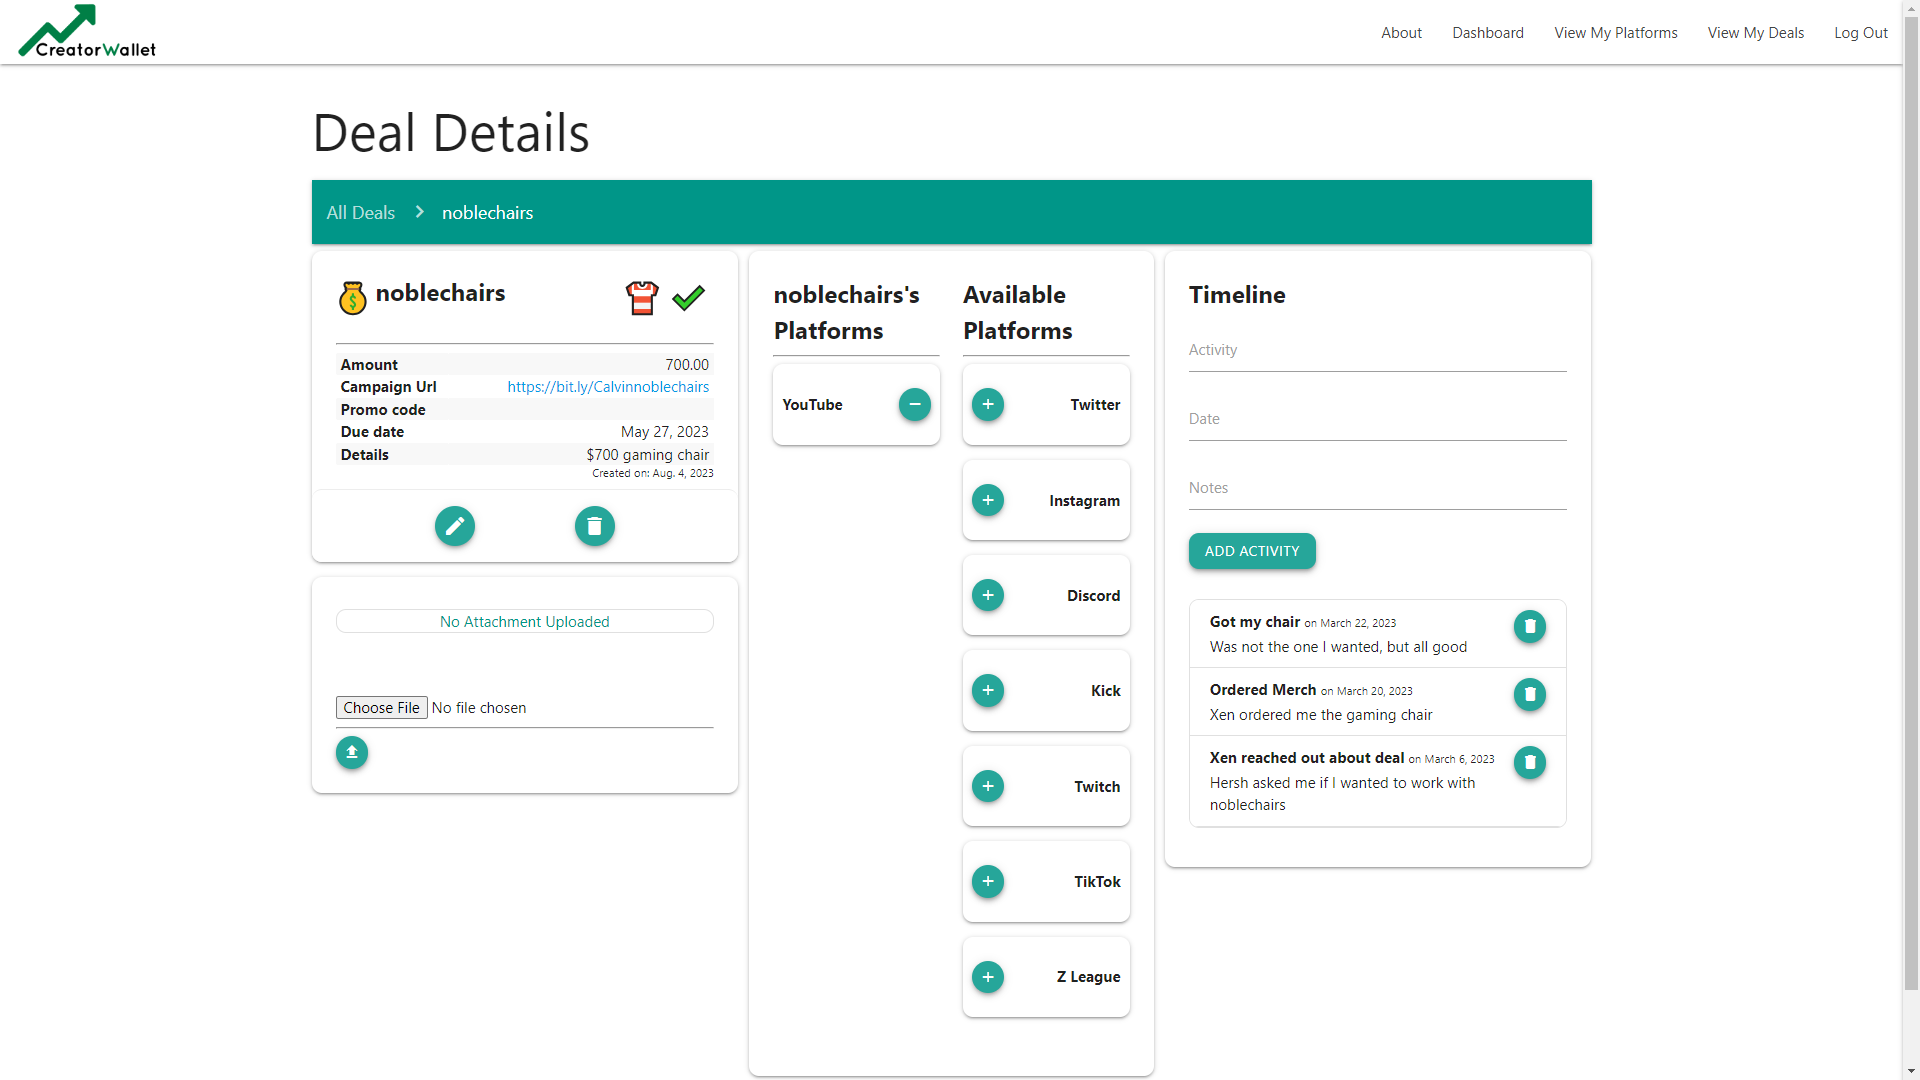 CreatorWallet
About
Dashboard
View My Platforms
View My Deals
Log Out
Deal Details
All Deals
noblechairs
noblechairs
Amount 700.00
Campaign Url https://bit.ly/Calvinnoblechairs
Promo code
Due date May 27, 2023
Details $700 gaming chair
Created on: Aug. 4, 2023
No Attachment Uploaded
Choose File No file chosen
noblechairs's
Platforms
YouTube
Available
Platforms
Twitter
Instagram
Discord
Kick
Twitch
TikTok
Z League
Timeline
Activity
Date
Notes
ADD ACTIVITY
Got my chair on March 22, 2023
Was not the one I wanted, but all good
Ordered Merch on March 20, 2023
Xen ordered me the gaming chair
Xen reached out about deal on March 6, 2023
Hersh asked me if I wanted to work with
noblechairs